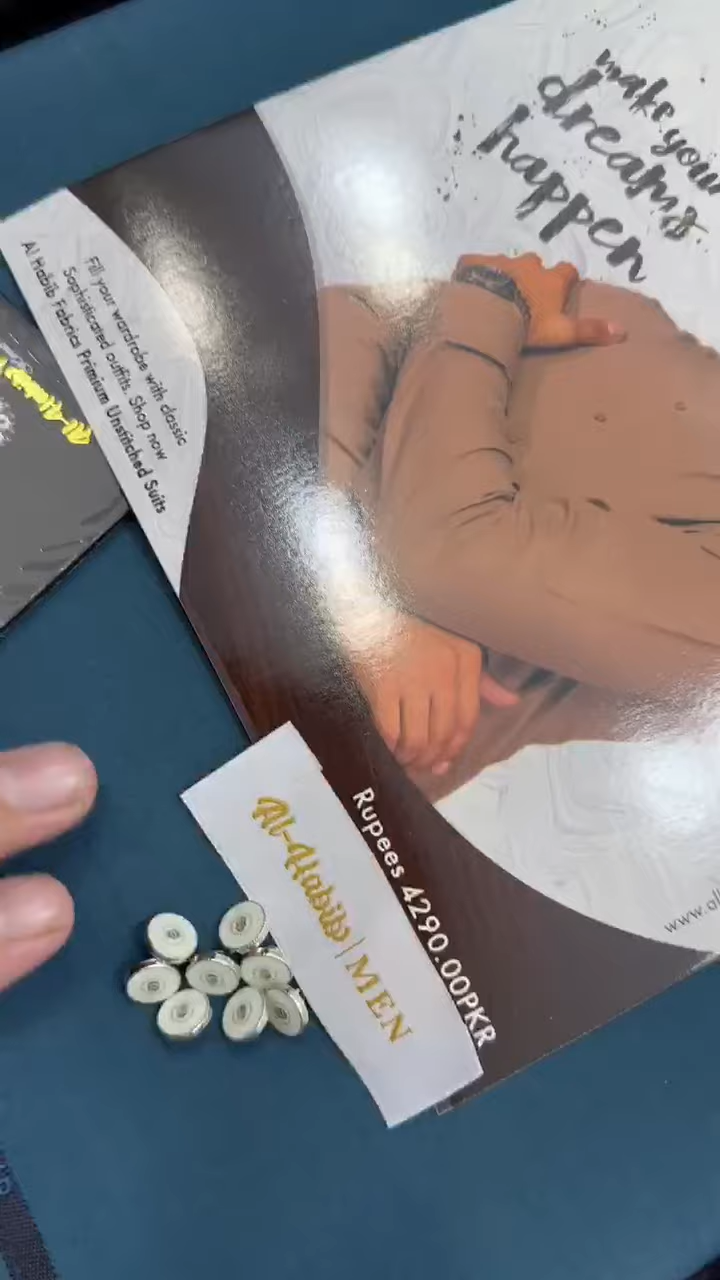 make your
dreams
happen
Fill your wardrobe with classic
Sophisticated outfits. Shop now
Al Habib Fabrics Primium Unstitched Suits
Rupees 4290.00PKR
Al-Habib | MEN